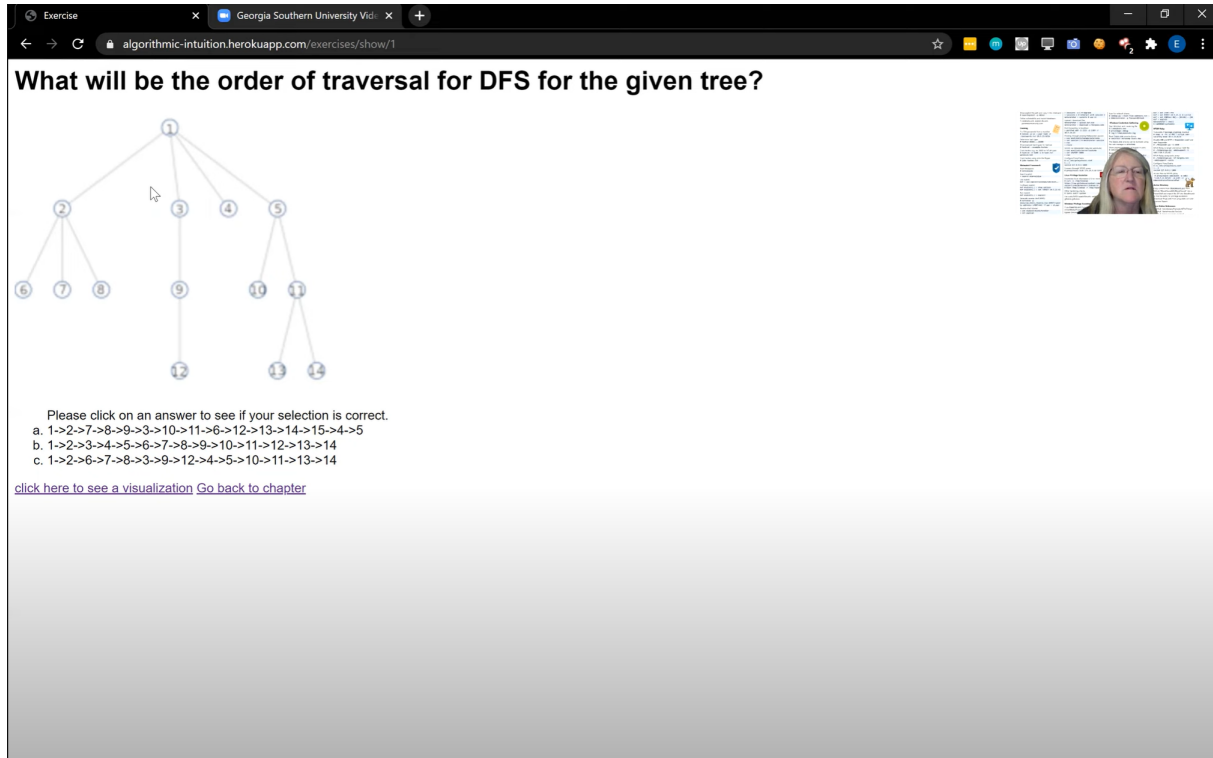 Exercise
Georgia Southern University Vid
algorithmic-intuition.herokuapp.com/exercises/show/1
What will be the order of traversal for DFS for the given tree?
1
2 4 5
6 7 8 9 10 11
12 13 14
Please click on an answer to see if your selection is correct.
a. 1->2->7->8->9->3->10->11->6->12->13->14->15->4->5
b. 1->2->3->4->5->6->7->8->9->10->11->12->13->14
c. 1->2->6->7->8->3->9->12->4->5->10->11->13->14
click here to see a visualization Go back to chapter